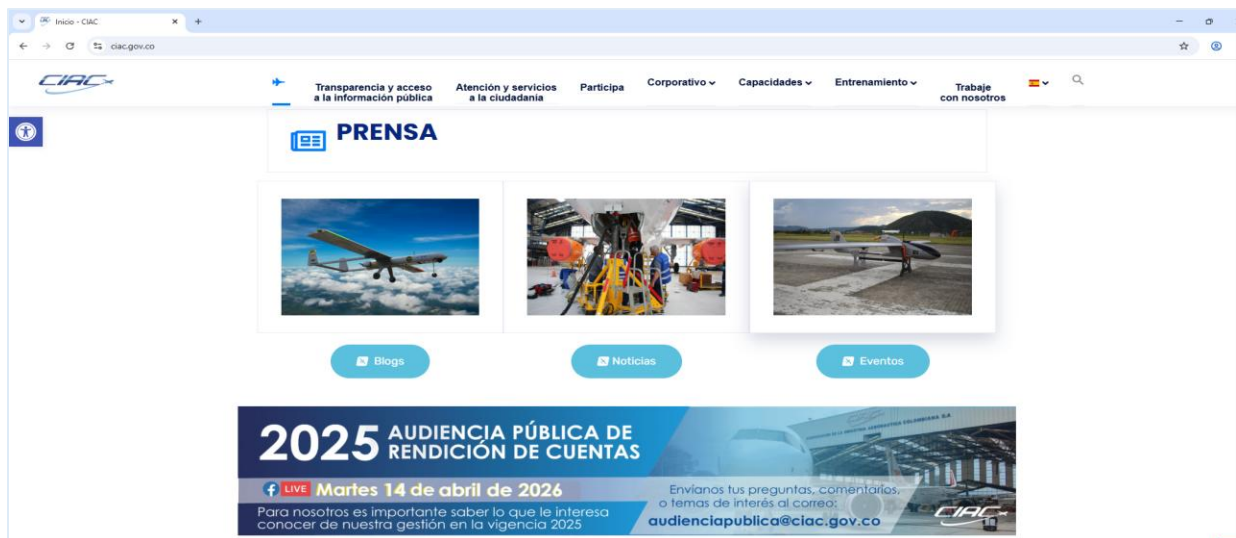 Inicio - CIAC
ciac.gov.co
CIAC
Transparencia y acceso
a la información pública
Atención y servicios
a la ciudadanía
Participa
Corporativo
Capacidades
Entrenamiento
Trabaje
con nosotros
PRENSA
Blogs
Noticias
Eventos
2025 AUDIENCIA PÚBLICA DE
RENDICIÓN DE CUENTAS
LIVE Martes 14 de abril de 2026
Para nosotros es importante saber lo que le interesa
conocer de nuestra gestión en la vigencia 2025
Envíanos tus preguntas, comentarios,
o temas de interés al correo:
audienciapublica@ciac.gov.co
CIAC